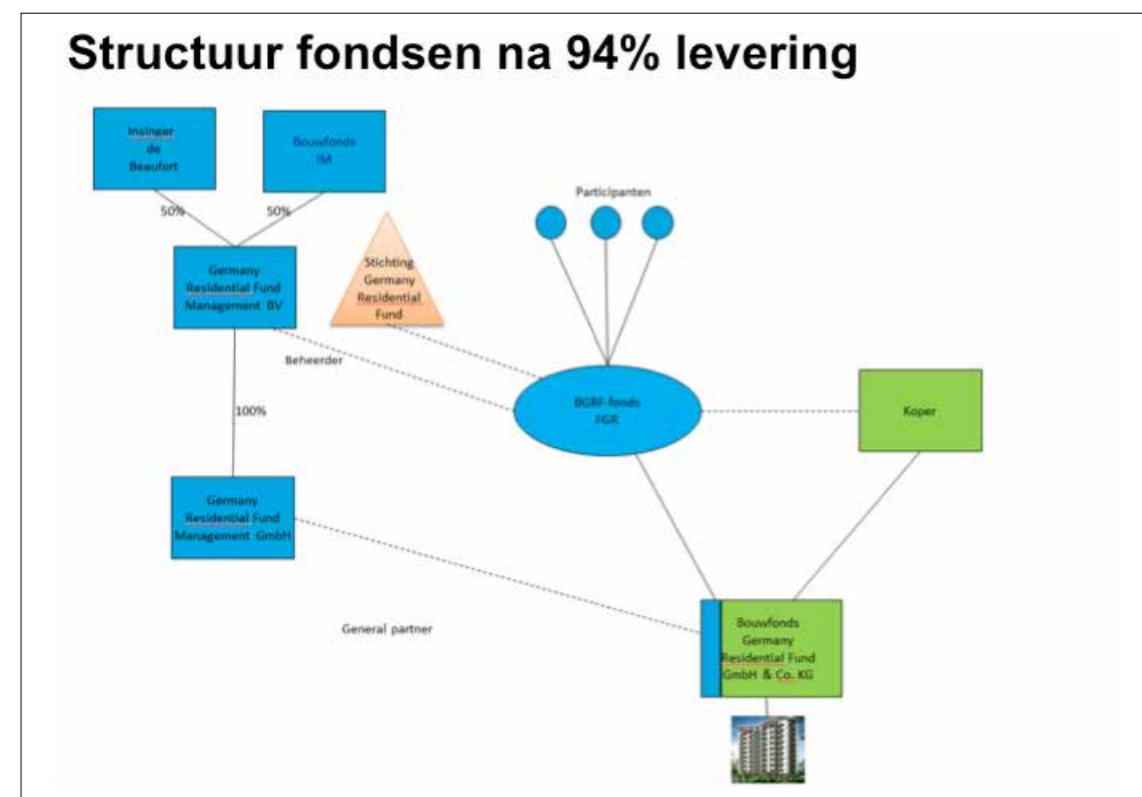 Structuur fondsen na 94% levering
Insinger
de
Beaufort
Bouwfonds
IM
50%
50%
Participanten
Germany
Residential Fund
Management BV
Stichting
Germany
Residential
Fund
Beheerder
BGRF-fonds
FGR
Koper
100%
Germany
Residential Fund
Management GmbH
General partner
Bouwfonds
Germany
Residential Fund
GmbH & Co. KG